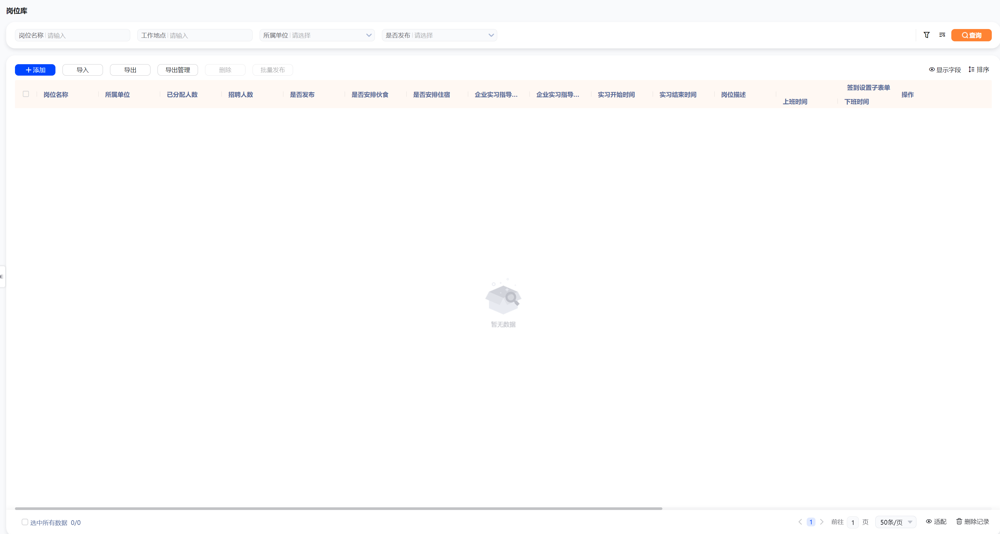 岗位库
岗位名称 请输入 工作地点 请输入 所属单位 请选择 是否发布 请选择 查询
添加 导入 导出 导出管理 删除 批量发布 显示字段 排序
签到设置子表单
岗位名称 所属单位 已分配人数 招聘人数 是否发布 是否安排伙食 是否安排住宿 企业实习指导... 企业实习指导... 实习开始时间 实习结束时间 岗位描述 操作
上班时间 下班时间
暂无数据
选中所有数据 0/0 1 前往 1 页 50条/页 适配 删除记录